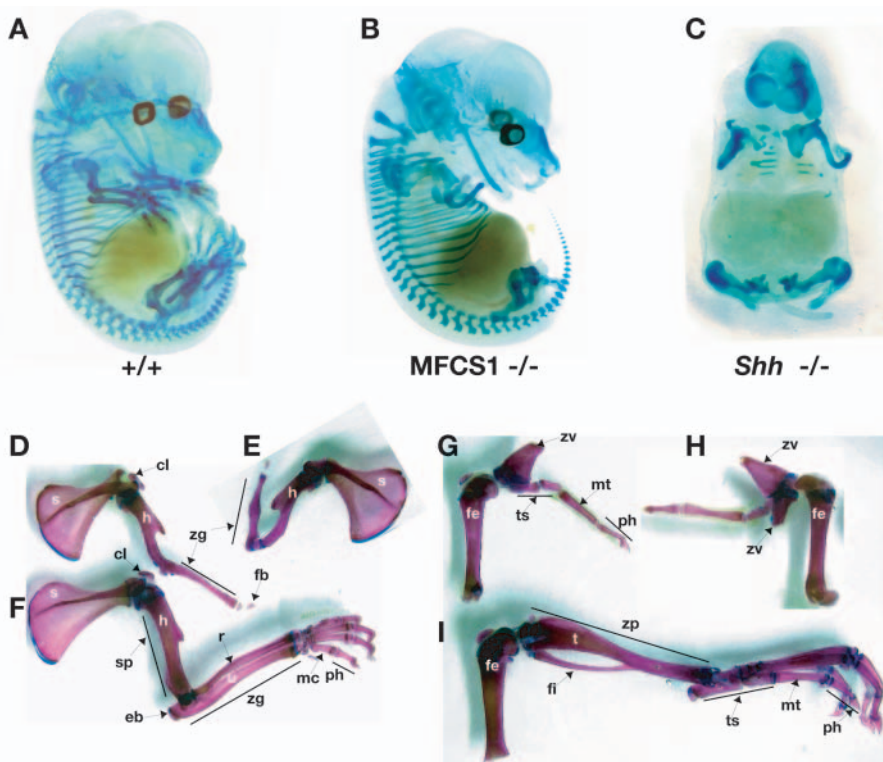 A
B
C
+/+
MFCS1 -/-
Shh -/-
D
E
G
H
cl
s
h
zg
h
s
zv
mt
ts
ph
fe
zv
zv
fe
fb
F
cl
s
h
sp
r
u
zg
mc
ph
eb
I
fe
t
zp
fi
ts
mt
ph